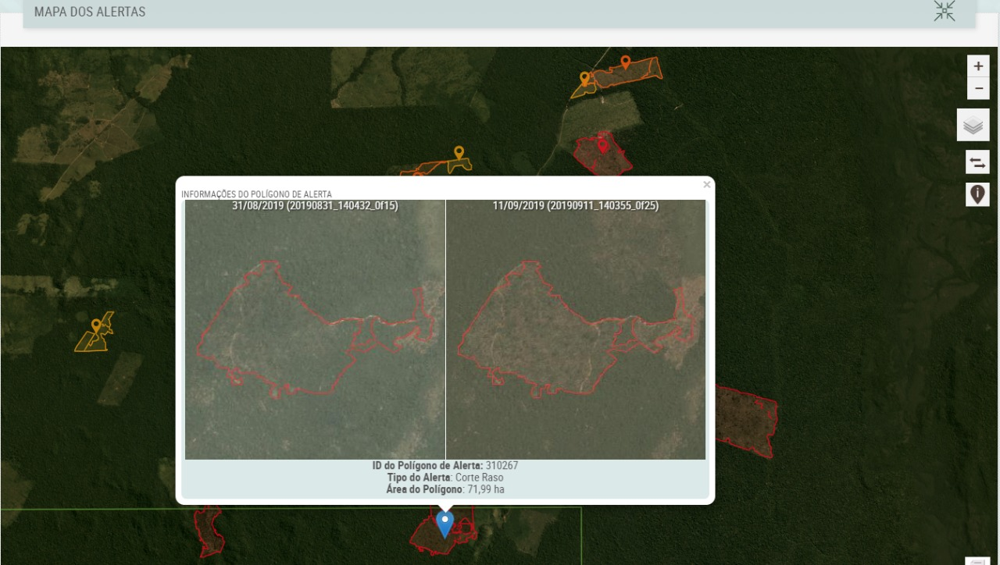 MAPA DOS ALERTAS
+
−
i
×
INFORMAÇÕES DO POLÍGONO DE ALERTA
31/08/2019 (20190831_140432_0f15)
11/09/2019 (20190911_140355_0f25)
ID do Polígono de Alerta: 310267
Tipo do Alerta: Corte Raso
Área do Polígono: 71,99 ha